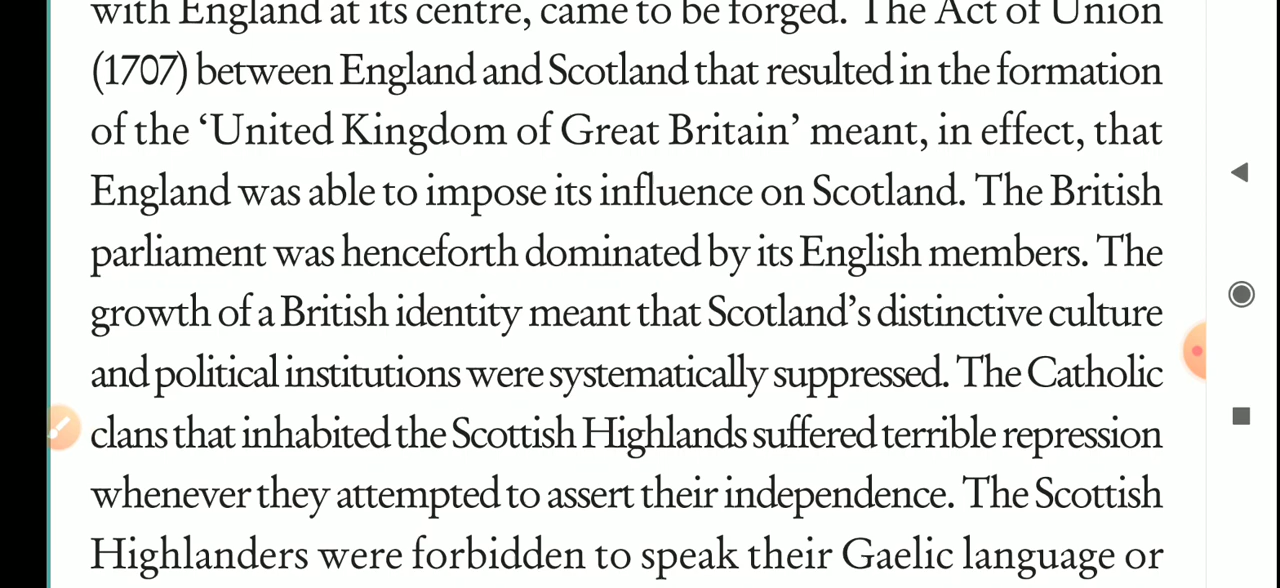 with England at its centre, came to be forged. The Act of Union
(1707) between England and Scotland that resulted in the formation
of the ‘United Kingdom of Great Britain’ meant, in effect, that
England was able to impose its influence on Scotland. The British
parliament was henceforth dominated by its English members. The
growth of a British identity meant that Scotland’s distinctive culture
and political institutions were systematically suppressed. The Catholic
clans that inhabited the Scottish Highlands suffered terrible repression
whenever they attempted to assert their independence. The Scottish
Highlanders were forbidden to speak their Gaelic language or